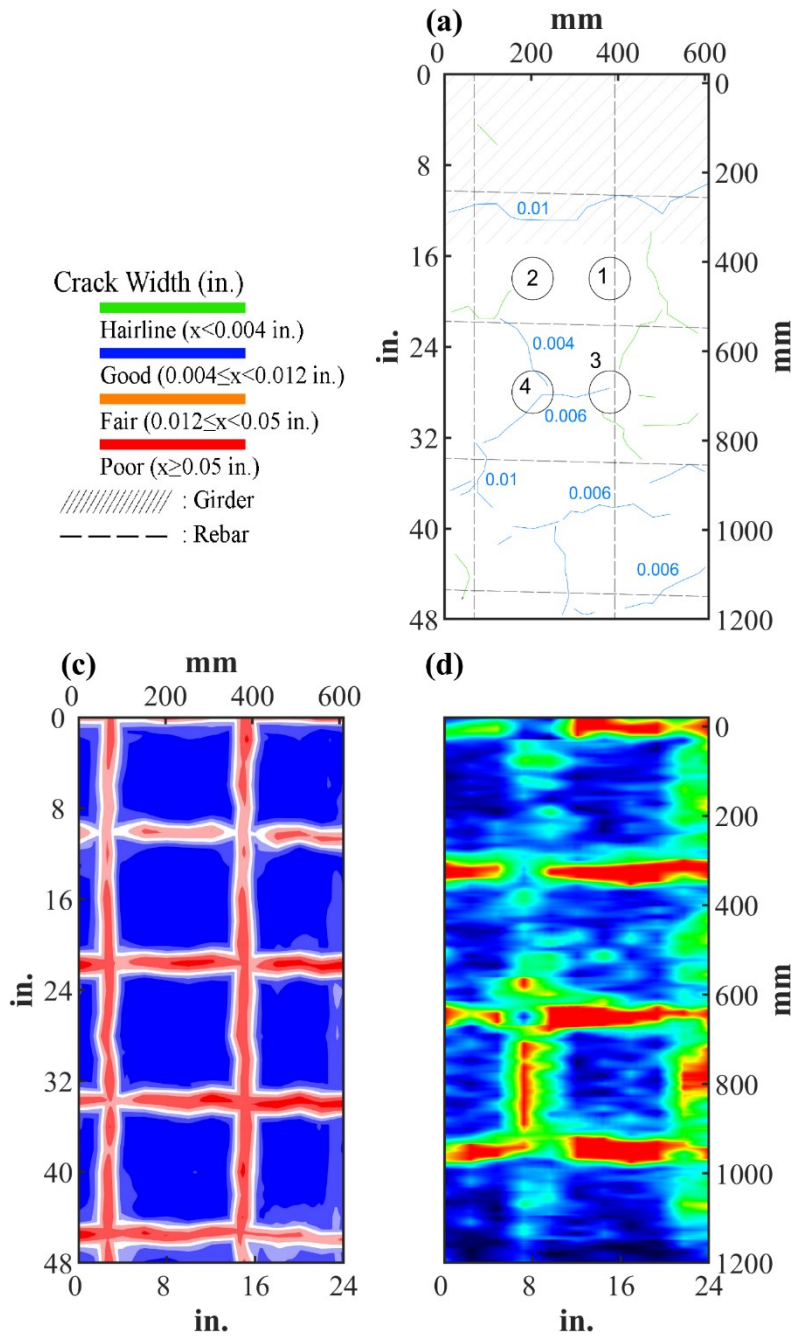 (a)
mm
0 200 400 600
0
8
16
24
32
40
48
in.
0
200
400
600
800
1000
1200
mm
0.01
2
1
3
0.004
4
0.006
0.01
0.006
0.006
Crack Width (in.)
Hairline (x<0.004 in.)
Good (0.004≤x<0.012 in.)
Fair (0.012≤x<0.05 in.)
Poor (x≥0.05 in.)
: Girder
: Rebar
(c)
mm
0 200 400 600
0
8
16
24
32
40
48
in.
0 8 16 24
in.
(d)
0
200
400
600
800
1000
1200
mm
0 8 16 24
in.